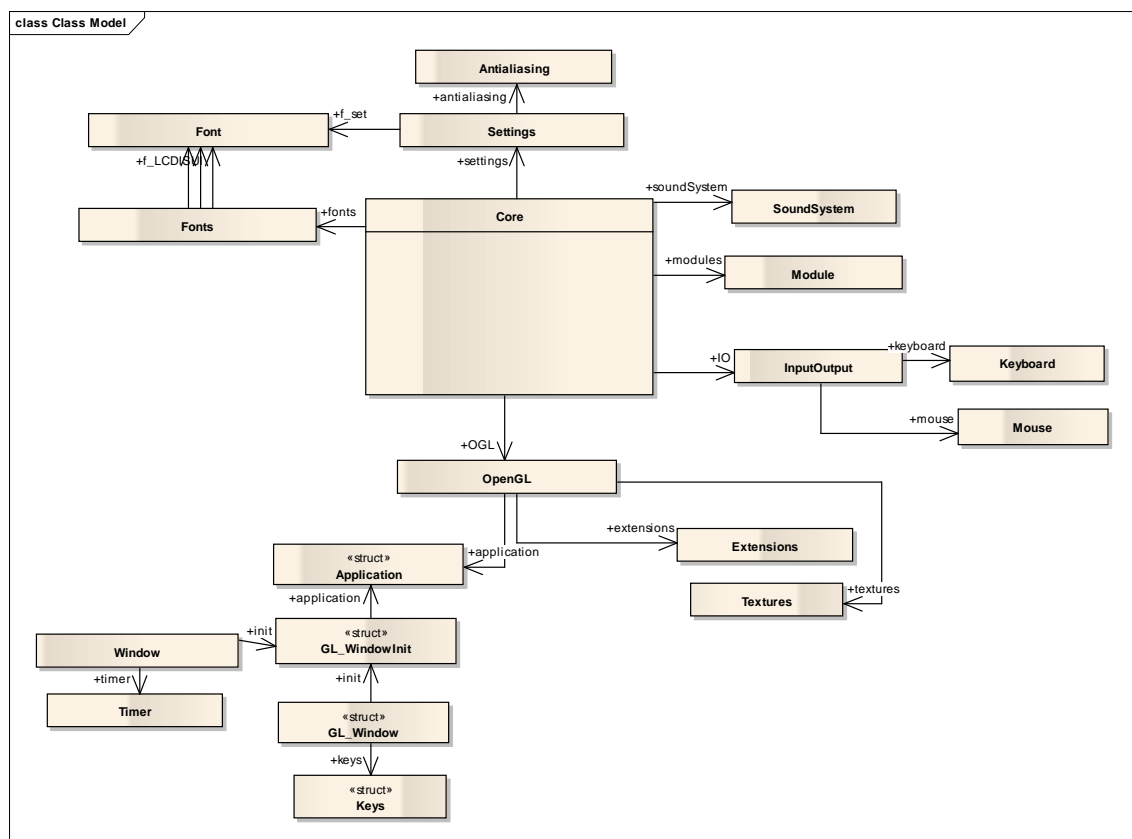 class Class Model
Antialiasing
+antialiasing
+f_set
Font
Settings
+settings
+fonts
Fonts
Core
+soundSystem
SoundSystem
+modules
Module
+IO
InputOutput
+keyboard
Keyboard
+mouse
Mouse
+OGL
OpenGL
+extensions
Extensions
+application
«struct»
Application
+textures
Textures
+application
+init
«struct»
GL_WindowInit
Window
+timer
+init
Timer
«struct»
GL_Window
+keys
«struct»
Keys